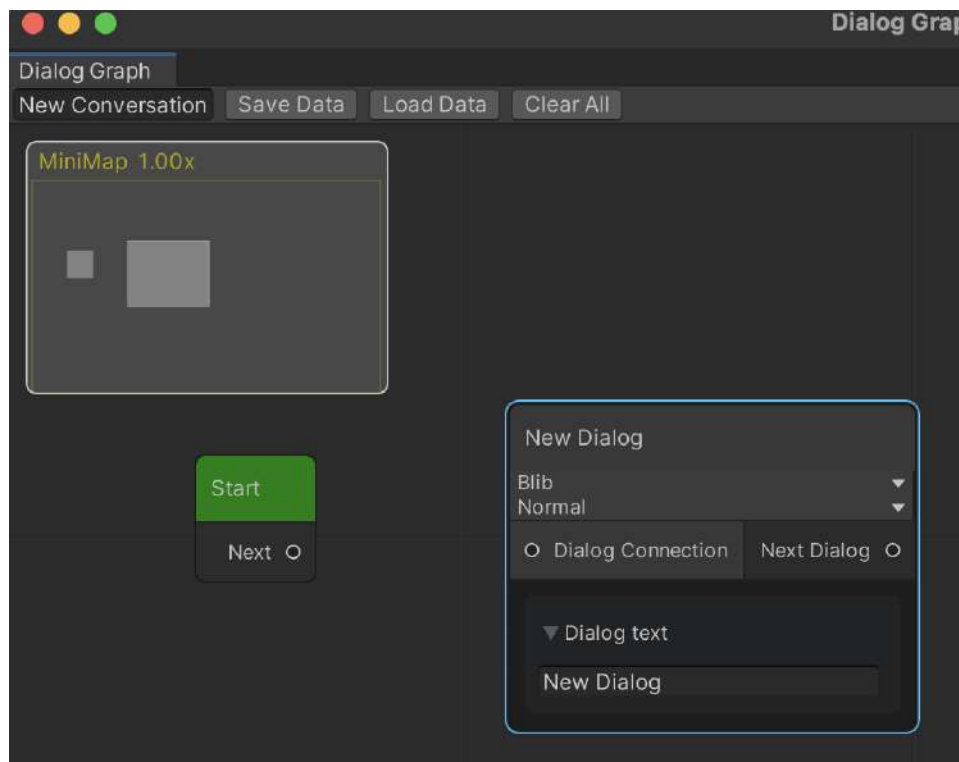 Dialog Grap
Dialog Graph
New Conversation Save Data Load Data Clear All
MiniMap 1.00x
New Dialog
Blib
Normal
Start
Next
Dialog Connection Next Dialog
Dialog text
New Dialog